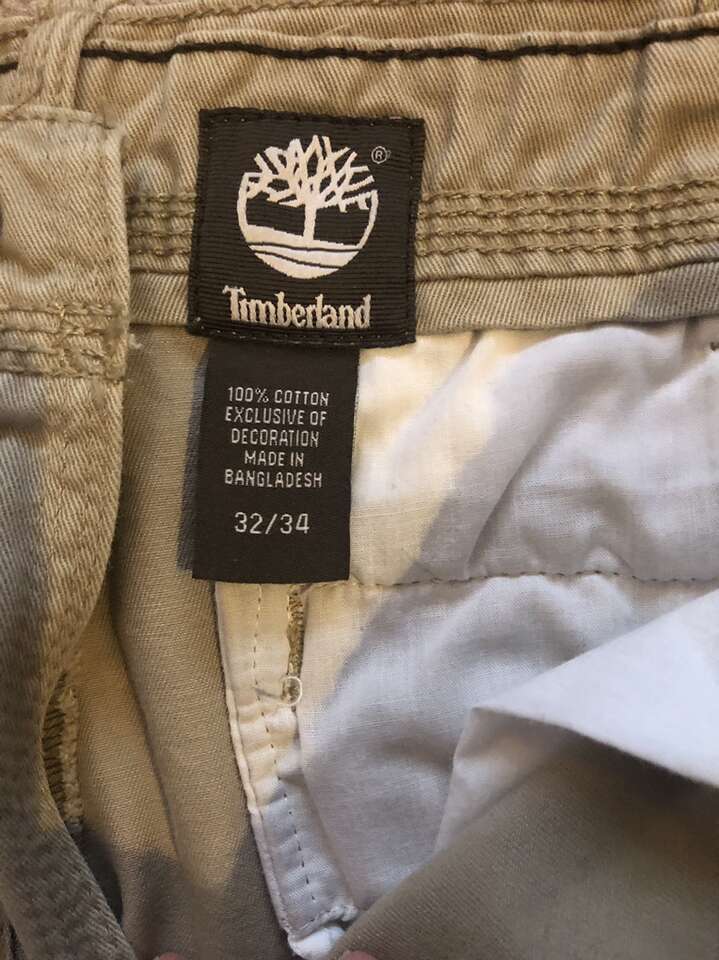 ®
Timberland
100% COTTON
EXCLUSIVE OF
DECORATION
MADE IN
BANGLADESH
32/34